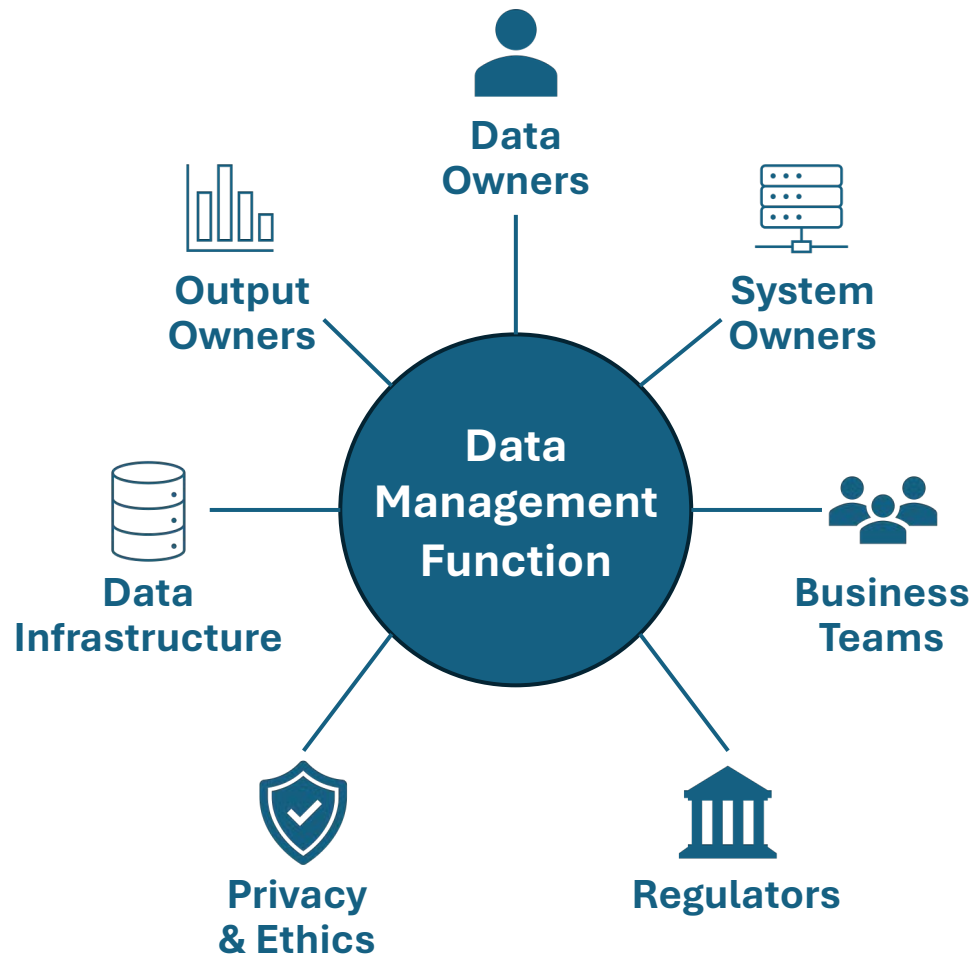 Data
Owners
Output
Owners
System
Owners
Data
Management
Function
Data
Infrastructure
Business
Teams
Privacy
& Ethics
Regulators